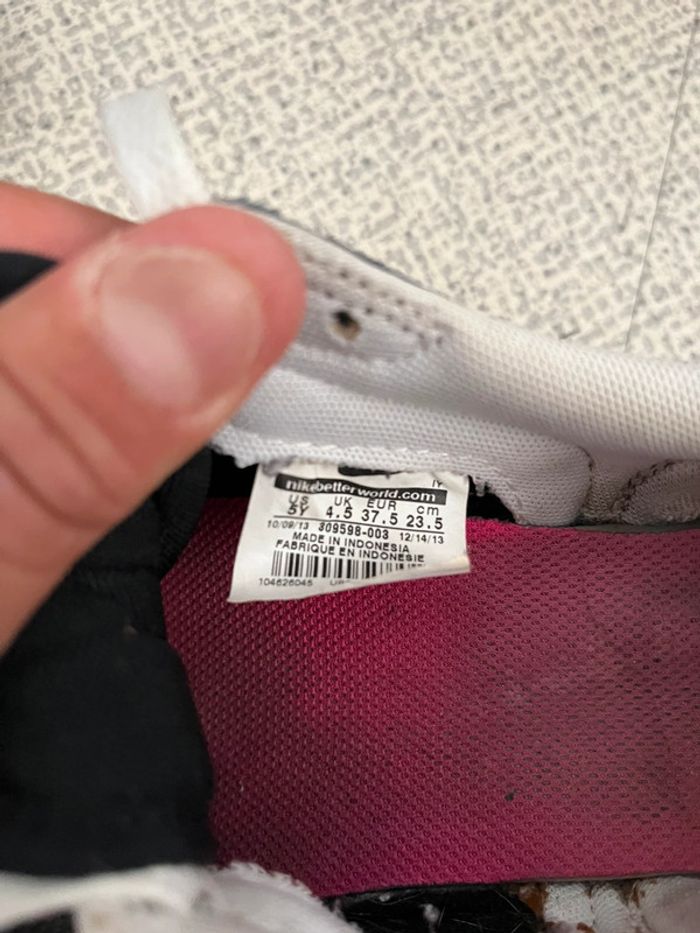 IY
nikebetterworld.com
US UK EUR cm
5Y 4.5 37.5 23.5
10/09/13 309598-003 12/14/13
MADE IN INDONESIA
FABRIQUE EN INDONESIE
104626045